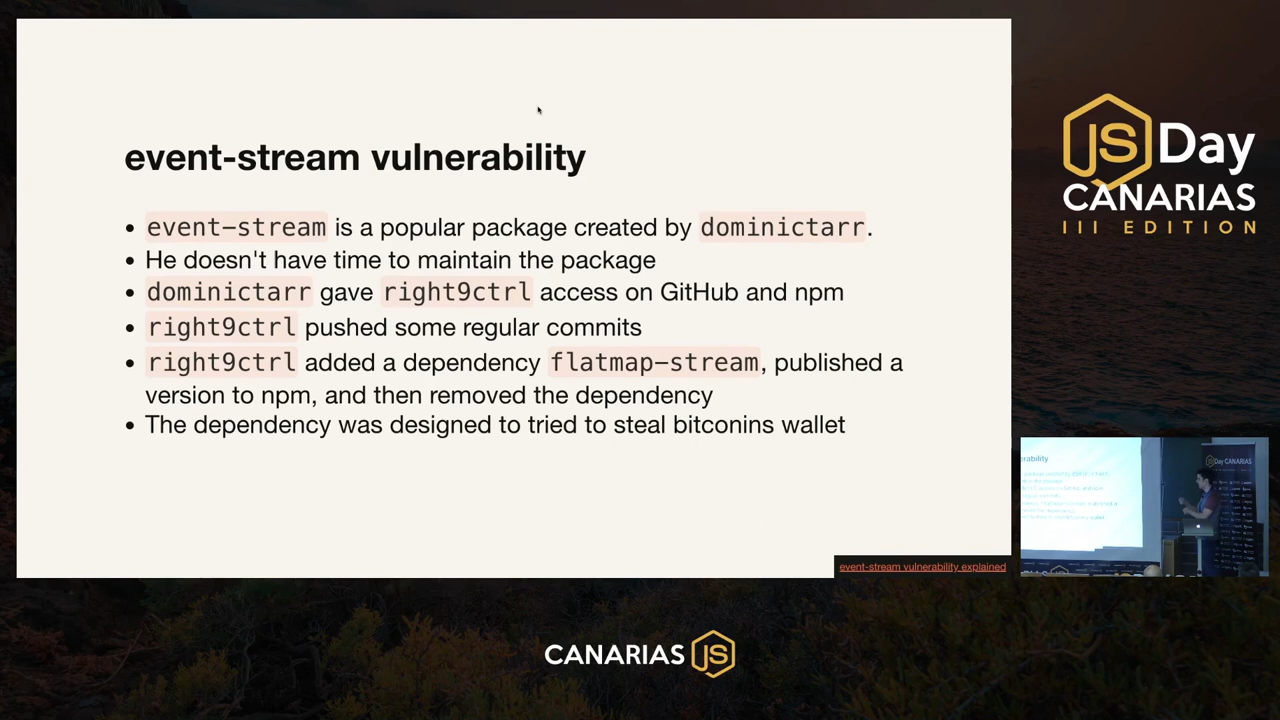 event-stream vulnerability
• event-stream is a popular package created by dominictarr.
• He doesn't have time to maintain the package
• dominictarr gave right9ctrl access on GitHub and npm
• right9ctrl pushed some regular commits
• right9ctrl added a dependency flatmap-stream, published a
version to npm, and then removed the dependency
• The dependency was designed to tried to steal bitconins wallet
event-stream vulnerability explained
JS Day
CANARIAS
III EDITION
Day CANARIAS
CANARIAS JS